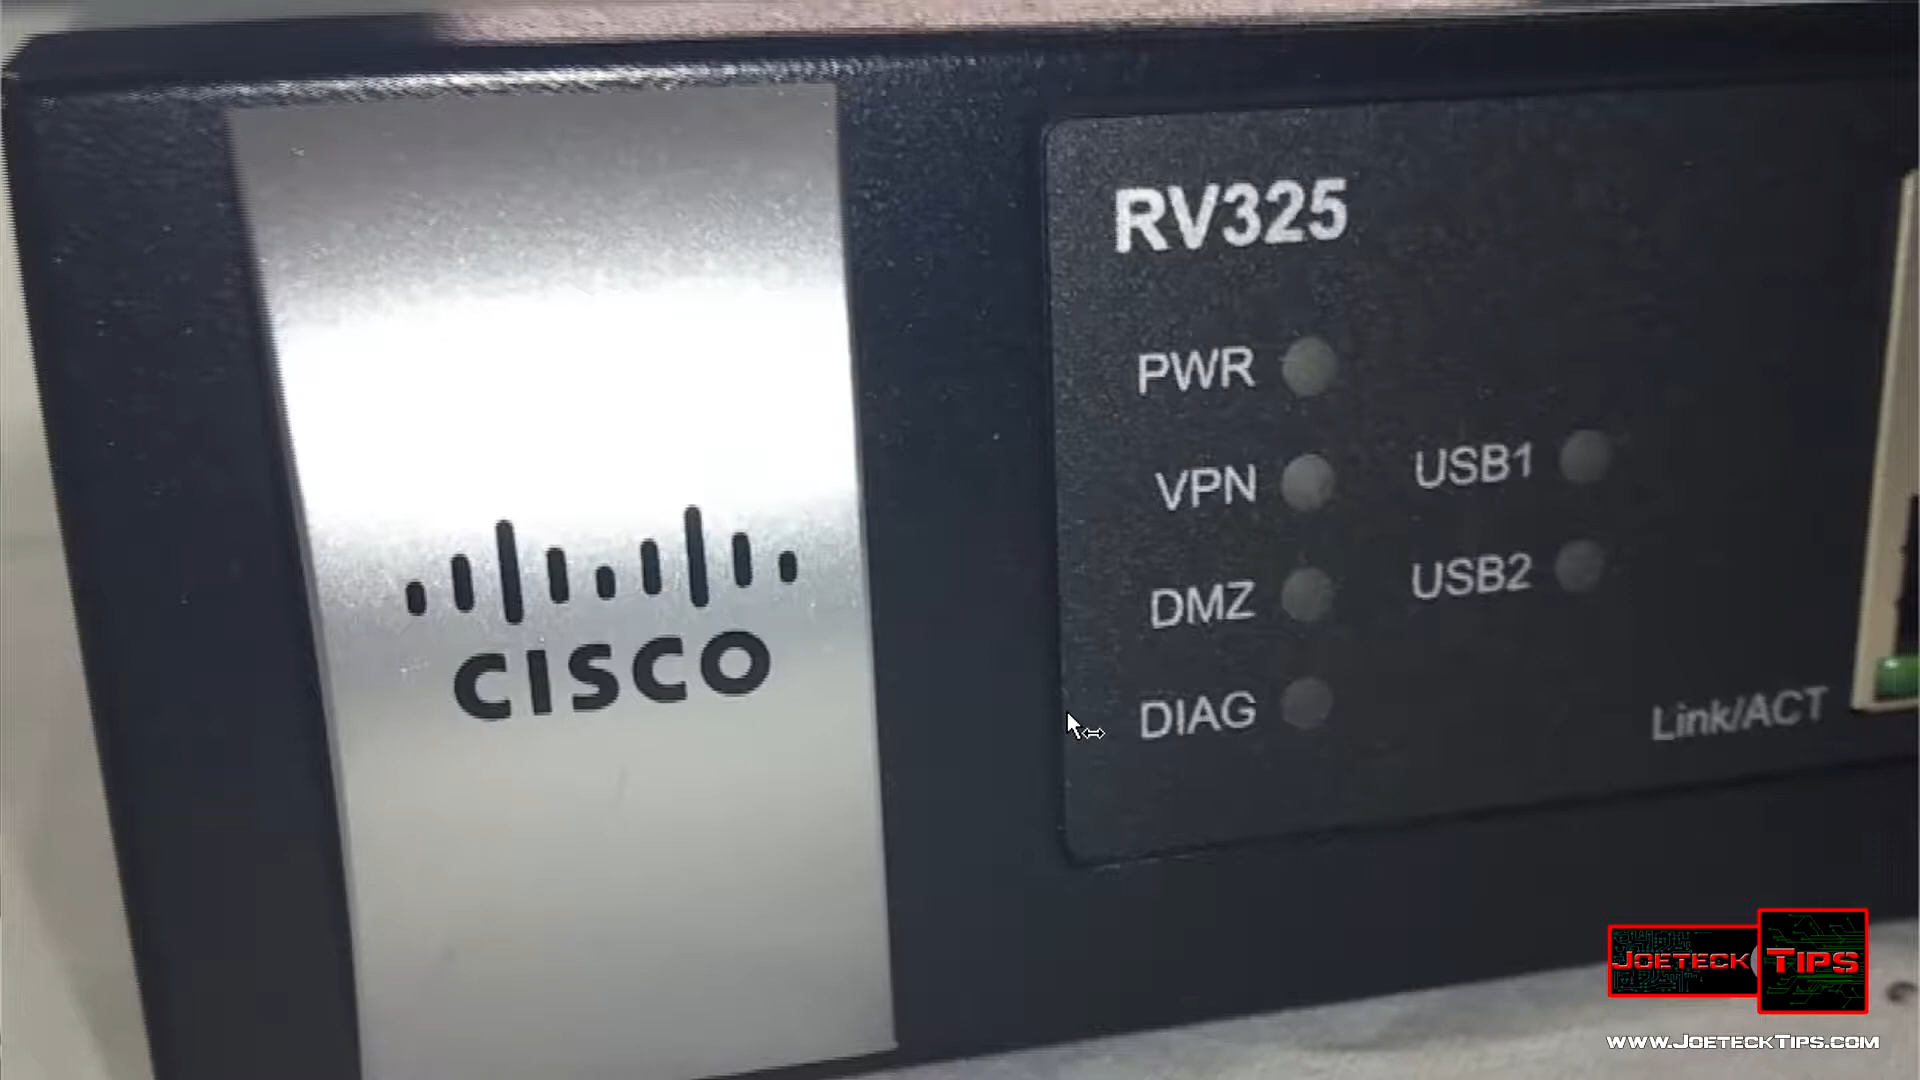 CISCO
RV325
PWR
VPN
USB1
DMZ
USB2
DIAG
Link/ACT
JOETECK TIPS
WWW.JOETECKTIPS.COM